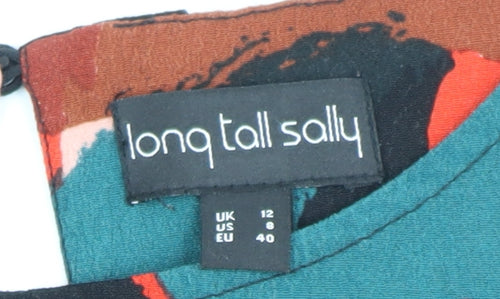 long tall sally
UK 12
US 8
EU 40